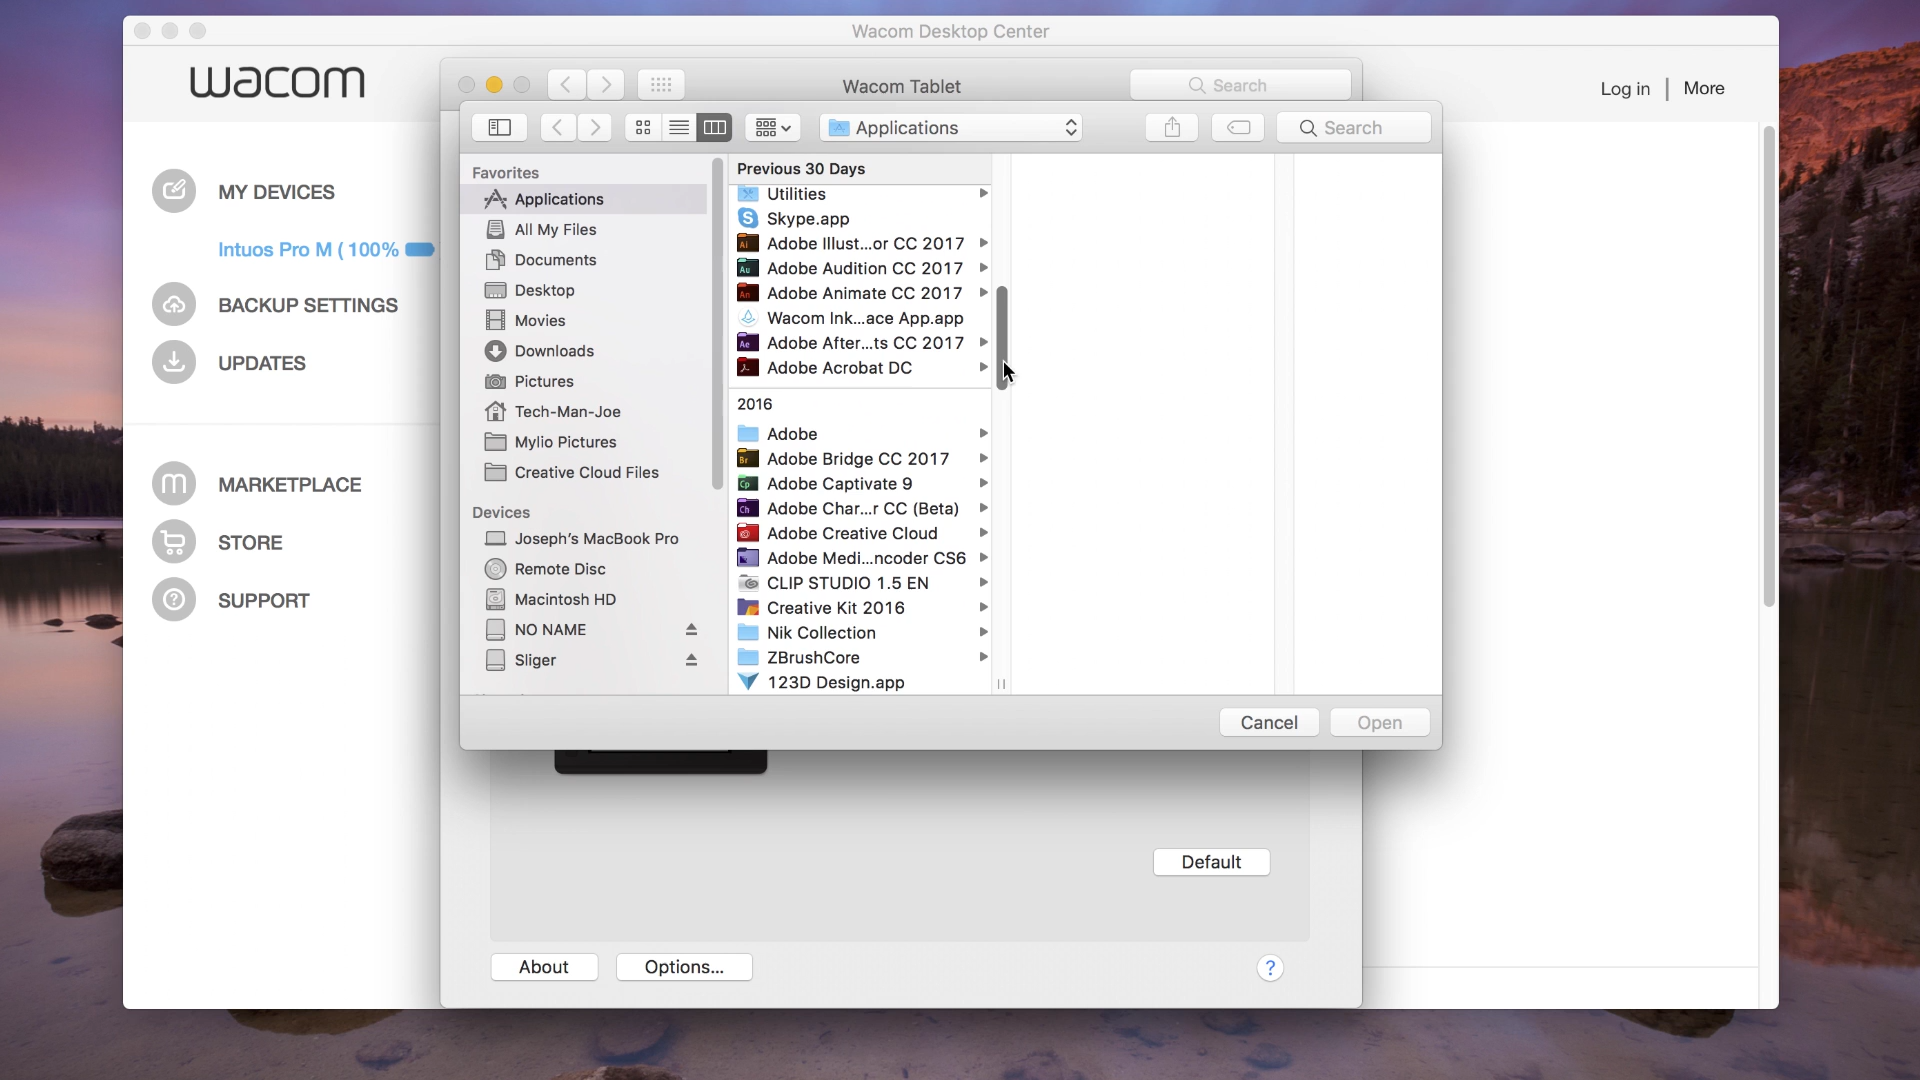 Wacom Desktop Center
wacom
Log in | More
Wacom Tablet
Search
Applications
Search
MY DEVICES
Intuos Pro M ( 100%
BACKUP SETTINGS
UPDATES
MARKETPLACE
STORE
SUPPORT
Favorites
Applications
All My Files
Documents
Desktop
Movies
Downloads
Pictures
Tech-Man-Joe
Mylio Pictures
Creative Cloud Files
Devices
Joseph's MacBook Pro
Remote Disc
Macintosh HD
NO NAME
Sliger
Previous 30 Days
Utilities
Skype.app
Adobe Illust...or CC 2017
Adobe Audition CC 2017
Adobe Animate CC 2017
Wacom Ink...ace App.app
Adobe After...ts CC 2017
Adobe Acrobat DC
2016
Adobe
Adobe Bridge CC 2017
Adobe Captivate 9
Adobe Char...r CC (Beta)
Adobe Creative Cloud
Adobe Medi...ncoder CS6
CLIP STUDIO 1.5 EN
Creative Kit 2016
Nik Collection
ZBrushCore
123D Design.app
Cancel
Open
Default
About
Options...
?